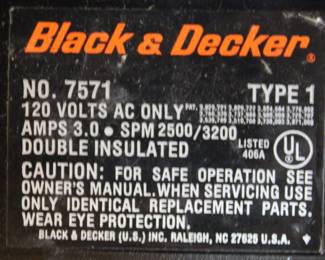 Black & Decker®
NO. 7571 TYPE 1
120 VOLTS AC ONLY PAT.
AMPS 3.0 • SPM 2500/3200
DOUBLE INSULATED LISTED 406A UL
CAUTION: FOR SAFE OPERATION SEE
OWNER'S MANUAL. WHEN SERVICING USE
ONLY IDENTICAL REPLACEMENT PARTS.
WEAR EYE PROTECTION.
BLACK & DECKER (U.S.) INC. RALEIGH, NC 27625 U.S.A.